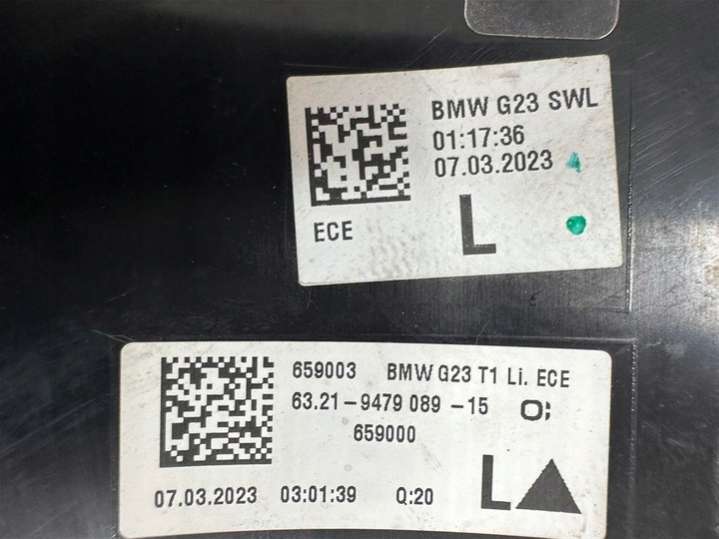 BMW G23 SWL
01:17:36
07.03.2023 4
ECE L
659003 BMW G23 T1 Li. ECE
63.21-9479 089-15
659000
07.03.2023 03:01:39 Q:20 L